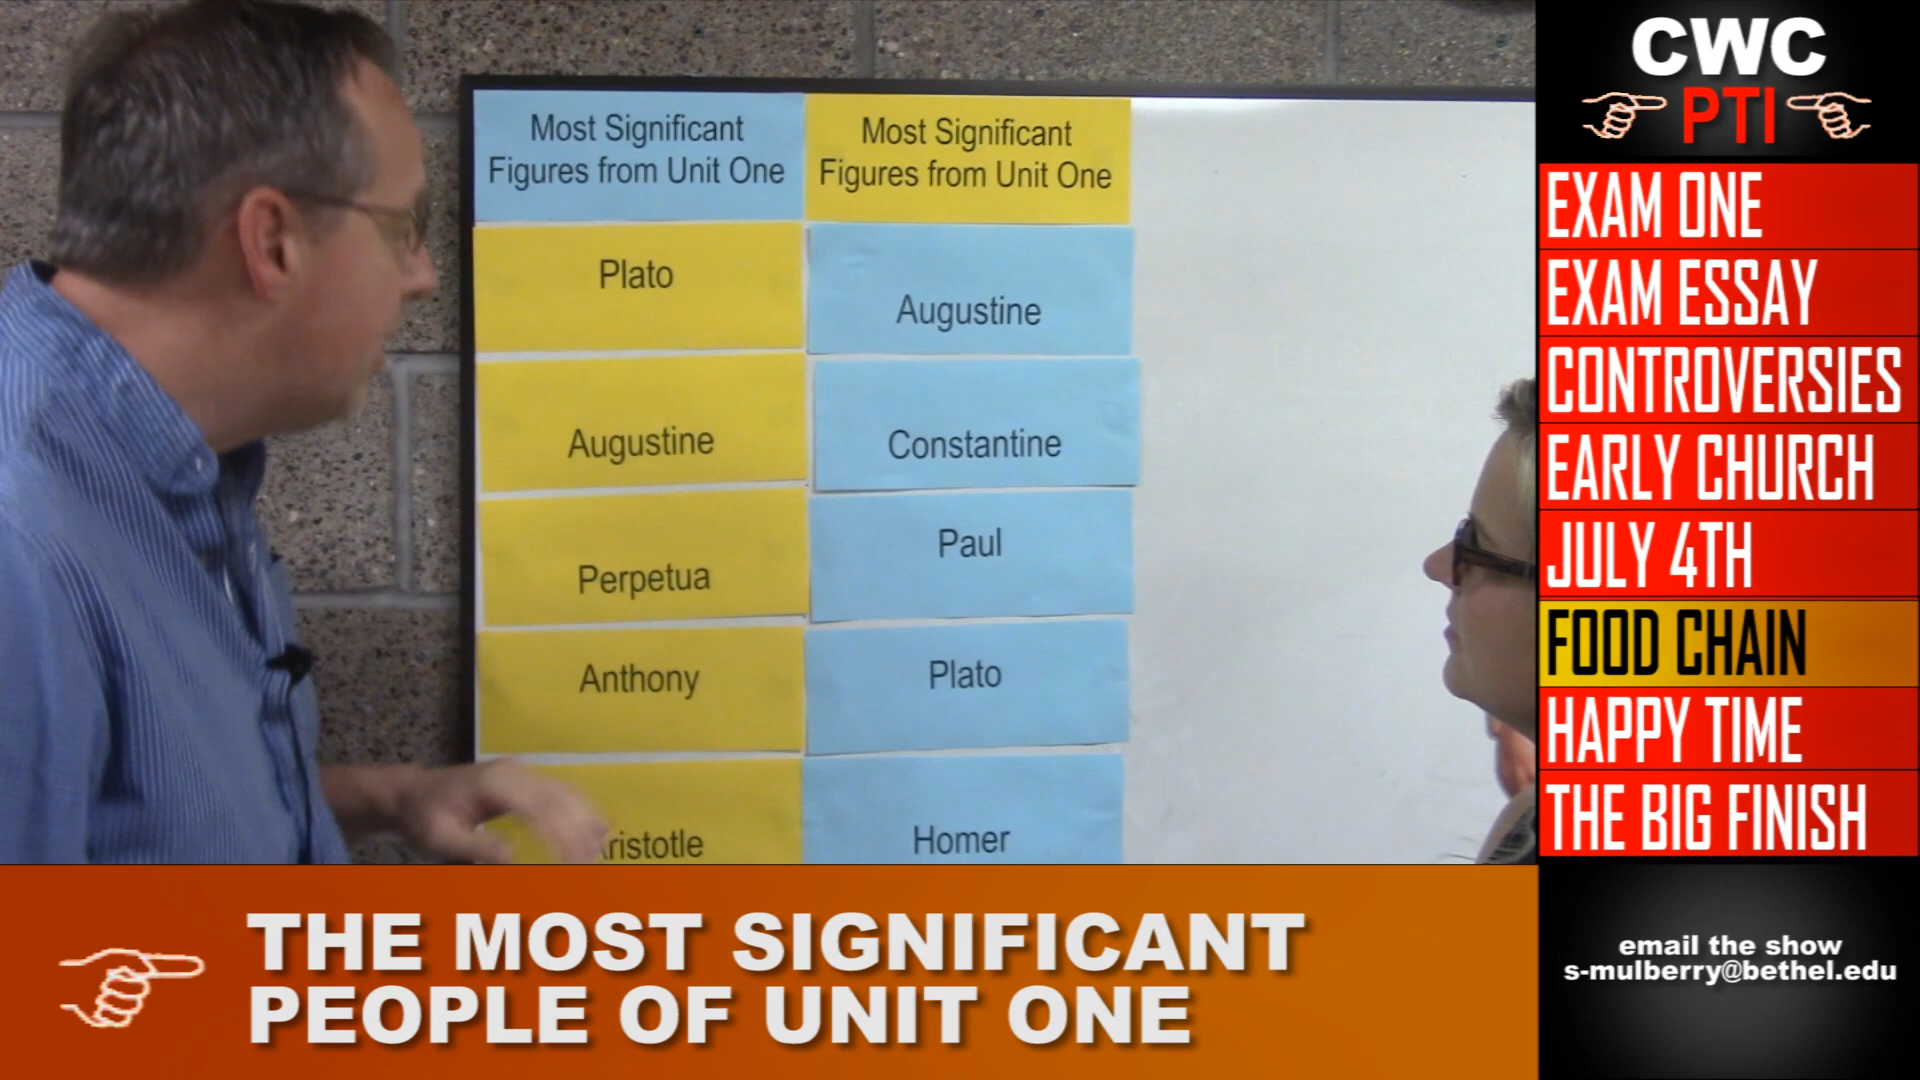 Most Significant
Figures from Unit One
Plato
Augustine
Perpetua
Anthony
ristotle
Most Significant
Figures from Unit One
Augustine
Constantine
Paul
Plato
Homer
CWC
PTI
EXAM ONE
EXAM ESSAY
CONTROVERSIES
EARLY CHURCH
JULY 4TH
FOOD CHAIN
HAPPY TIME
THE BIG FINISH
email the show
s-mulberry@bethel.edu
THE MOST SIGNIFICANT
PEOPLE OF UNIT ONE